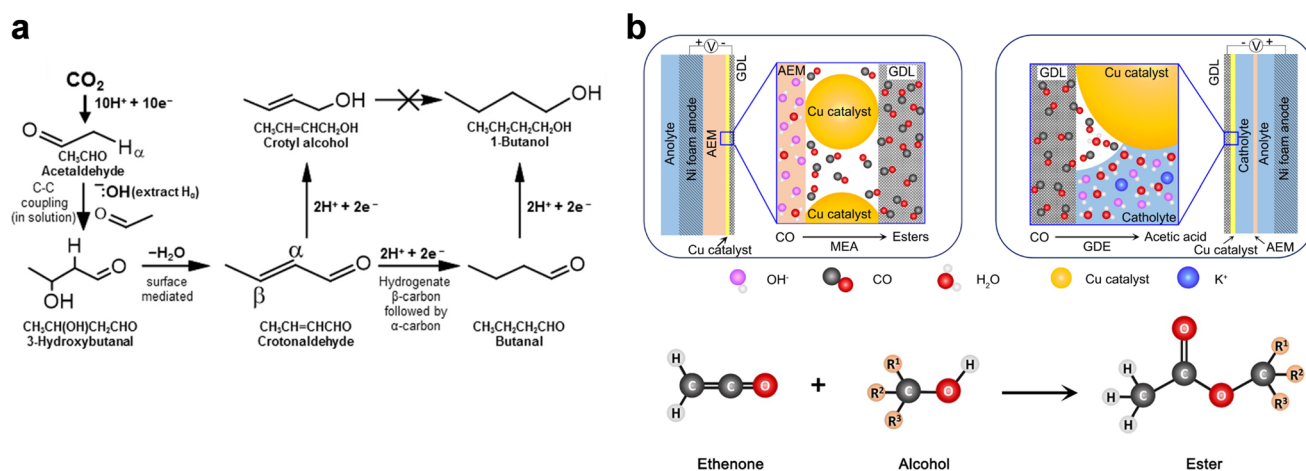 a
CO₂
10H⁺ + 10e⁻
O
H
α
CH₃CHO
Acetaldehyde
C-C
coupling
(in solution)
⁻:OH (extract Hα)
O
H
O
OH
CH₃CH(OH)CH₂CHO
3-Hydroxybutanal
–H₂O
surface
mediated
α
β
O
CH₃CH=CHCHO
Crotonaldehyde
2H⁺ + 2e⁻
OH
CH₃CH=CHCH₂OH
Crotyl alcohol
OH
CH₃CH₂CH₂CH₂OH
1-Butanol
2H⁺ + 2e⁻
2H⁺ + 2e⁻
Hydrogenate
β-carbon
followed by
α-carbon
O
CH₃CH₂CH₂CHO
Butanal
b
+ V -
GDL
Anolyte
Ni foam anode
AEM
Cu catalyst
AEM
GDL
Cu catalyst
Cu catalyst
CO
MEA
Esters
GDL
Cu catalyst
Catholyte
CO
GDE
Acetic acid
- V +
GDL
Catholyte
Anolyte
Ni foam anode
Cu catalyst
AEM
OH⁻
CO
H₂O
Cu catalyst
K⁺
H
H
C
C
O
Ethenone
+
R¹
R²
R³
C
O
H
Alcohol
H
H
H
C
C
O
O
C
R¹
R²
R³
Ester